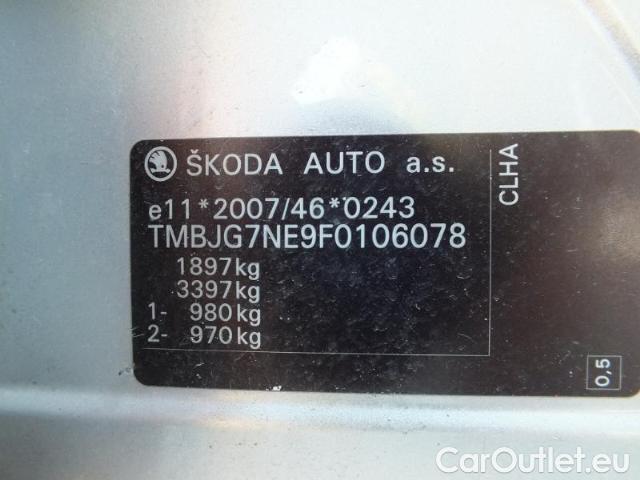 ŠKODA AUTO a.s.
e11*2007/46*0243
TMBJG7NE9F0106078
1897kg
3397kg
1- 980kg
2- 970kg
CLHA
0,5
CarOutlet.eu